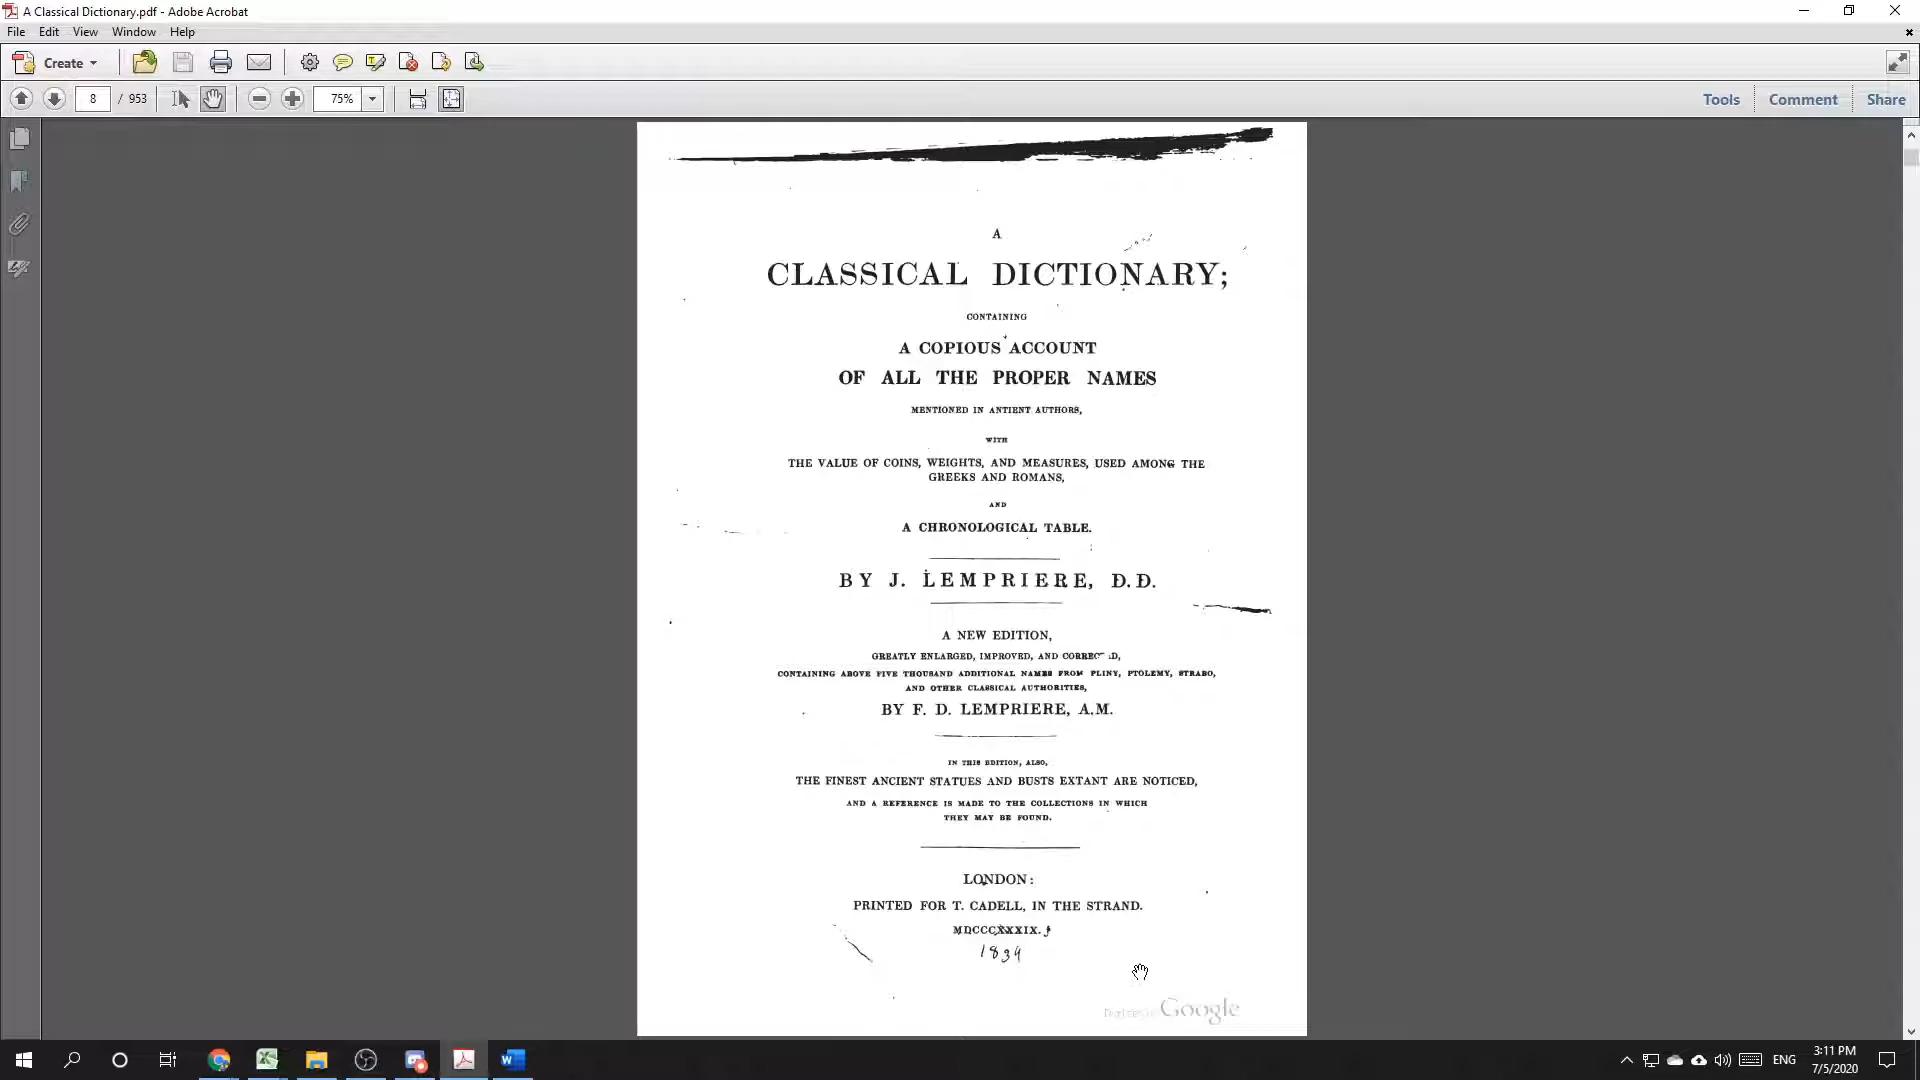 A Classical Dictionary.pdf - Adobe Acrobat
File Edit View Window Help
Create
8 / 953 75% Tools Comment Share
A
CLASSICAL DICTIONARY;
CONTAINING
A COPIOUS ACCOUNT
OF ALL THE PROPER NAMES
MENTIONED IN ANTIENT AUTHORS,
WITH
THE VALUE OF COINS, WEIGHTS, AND MEASURES, USED AMONG THE
GREEKS AND ROMANS,
AND
A CHRONOLOGICAL TABLE.
BY J. LEMPRIERE, D.D.
A NEW EDITION,
GREATLY ENLARGED, IMPROVED, AND
CONTAINING ABOVE FIVE THOUSAND ADDITIONAL NAMES FROM PLINY, PTOLEMY, STRABO,
AND OTHER CLASSICAL AUTHORITIES,
BY F. D. LEMPRIERE, A.M.
IN THIS EDITION, ALSO,
THE FINEST ANCIENT STATUES AND BUSTS EXTANT ARE NOTICED,
AND A REFERENCE IS MADE TO THE COLLECTIONS IN WHICH
THEY MAY BE FOUND.
LONDON:
PRINTED FOR T. CADELL, IN THE STRAND.
MDCCCXXXIX.
1839
Google
ENG
3:11 PM
7/5/2020